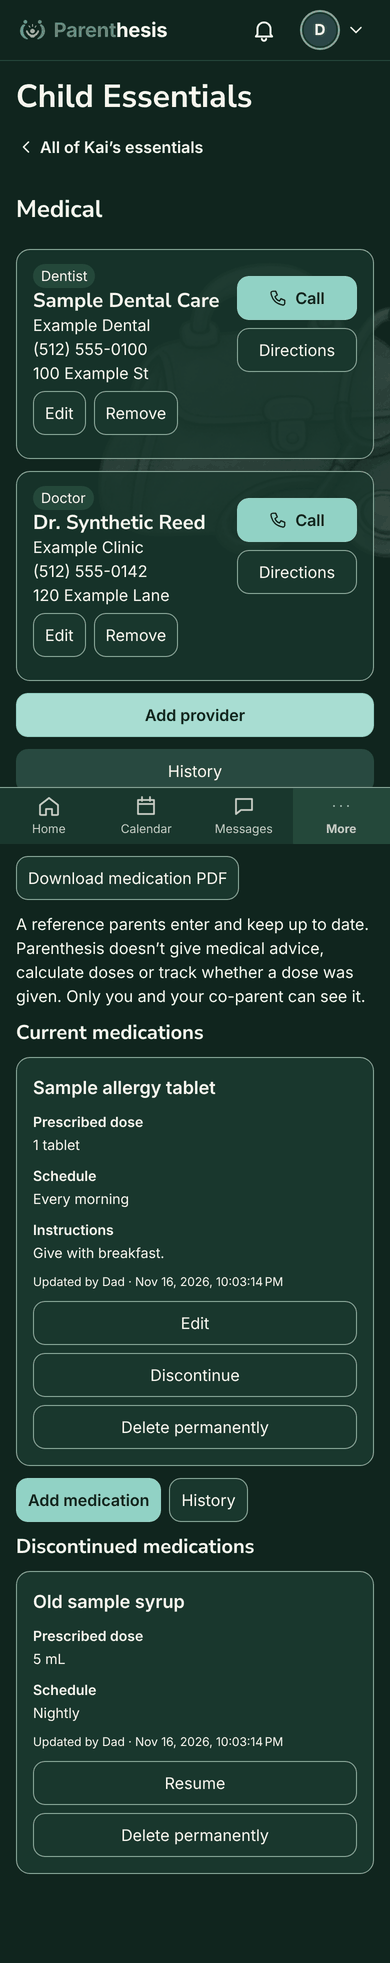 Parenthesis
D
Child Essentials
All of Kai's essentials
Medical
Dentist
Sample Dental Care
Example Dental
(512) 555-0100
100 Example St
Call
Directions
Edit
Remove
Doctor
Dr. Synthetic Reed
Example Clinic
(512) 555-0142
120 Example Lane
Call
Directions
Edit
Remove
Add provider
History
Home
Calendar
Messages
More
Download medication PDF
A reference parents enter and keep up to date.
Parenthesis doesn't give medical advice,
calculate doses or track whether a dose was
given. Only you and your co-parent can see it.
Current medications
Sample allergy tablet
Prescribed dose
1 tablet
Schedule
Every morning
Instructions
Give with breakfast.
Updated by Dad · Nov 16, 2026, 10:03:14 PM
Edit
Discontinue
Delete permanently
Add medication
History
Discontinued medications
Old sample syrup
Prescribed dose
5 mL
Schedule
Nightly
Updated by Dad · Nov 16, 2026, 10:03:14 PM
Resume
Delete permanently